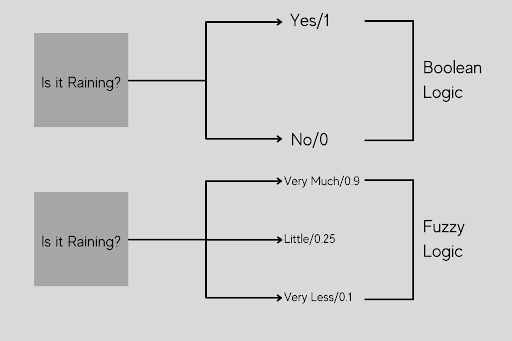 Is it Raining?
Yes/1
No/0
Boolean
Logic
Is it Raining?
Very Much/0.9
Little/0.25
Very Less/0.1
Fuzzy
Logic